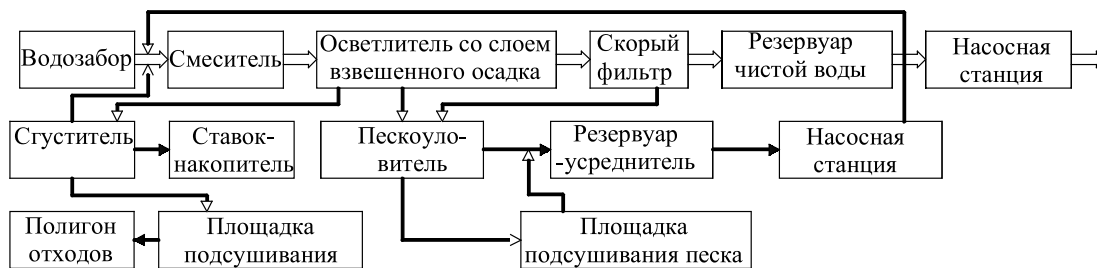 Водозабор
Смеситель
Осветлитель со слоем
взвешенного осадка
Скорый
фильтр
Резервуар
чистой воды
Насосная
станция
Сгуститель
Ставок-
накопитель
Пескоуло-
витель
Резервуар
-усреднитель
Насосная
станция
Полигон
отходов
Площадка
подсушивания
Площадка
подсушивания песка